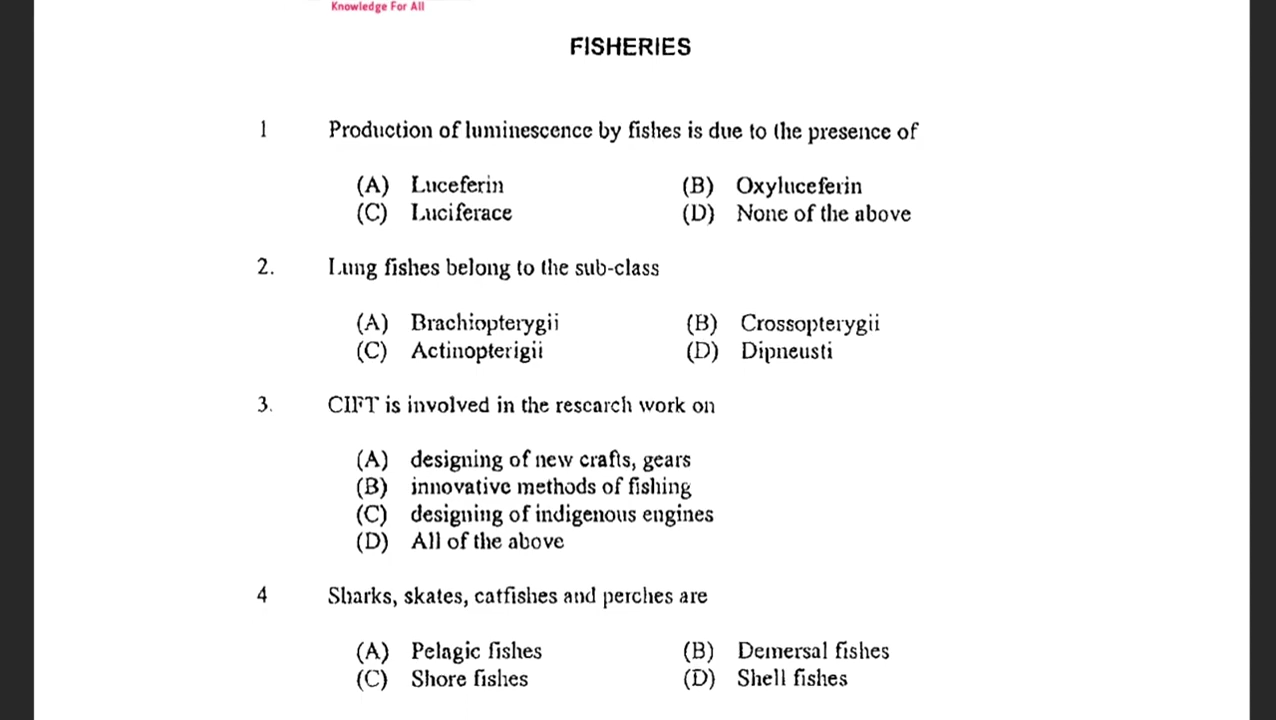 Knowledge For All
FISHERIES
1 Production of luminescence by fishes is due to the presence of
(A) Luceferin (B) Oxyluceferin
(C) Luciferace (D) None of the above
2. Lung fishes belong to the sub-class
(A) Brachiopterygii (B) Crossopterygii
(C) Actinopterigii (D) Dipneusti
3. CIFT is involved in the research work on
(A) designing of new crafts, gears
(B) innovative methods of fishing
(C) designing of indigenous engines
(D) All of the above
4 Sharks, skates, catfishes and perches are
(A) Pelagic fishes (B) Demersal fishes
(C) Shore fishes (D) Shell fishes